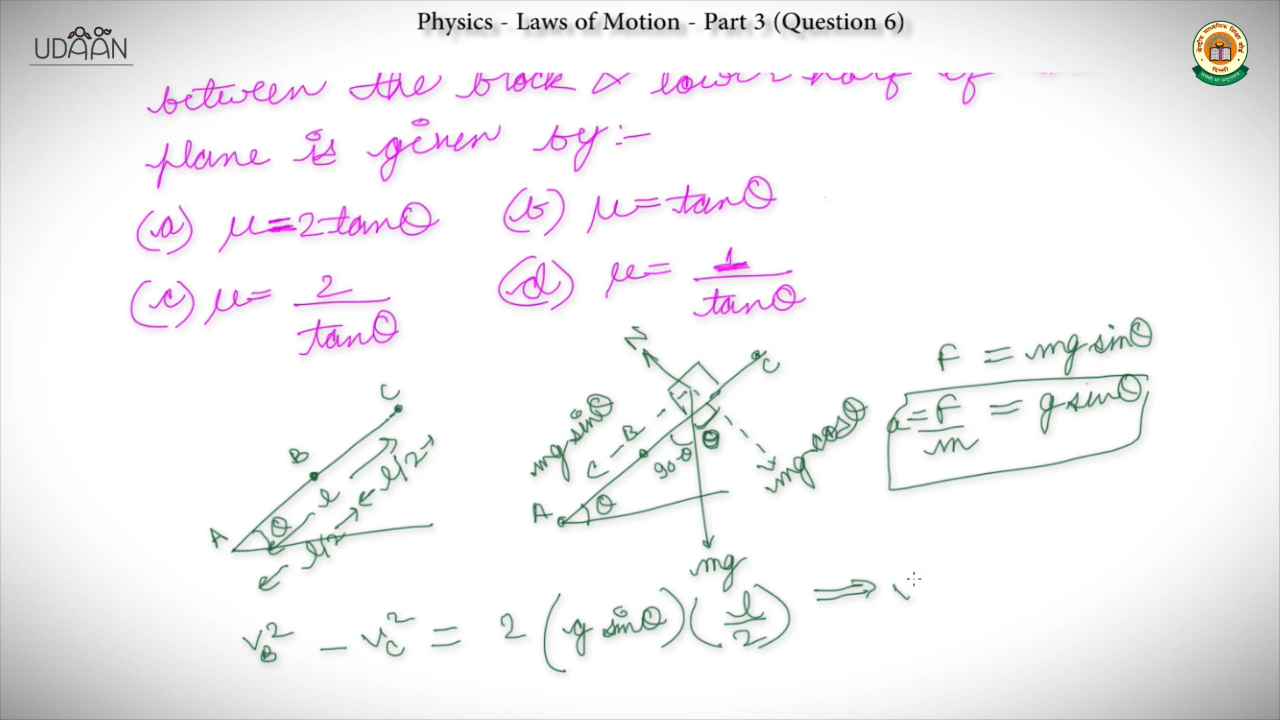 Physics - Laws of Motion - Part 3 (Question 6)
UDAAN
between the block & lower half of
plane is given by:-
(a) μ=2tanθ (b) μ=tanθ
(c) μ= 2/tanθ (d) μ= 1/tanθ
F = mg sinθ
a = F/m = g sinθ
A B C θ l l/2 l/2
N C mg sinθ B C 90-θ θ mg cosθ A θ mg
v_B² - v_C² = 2 (g sinθ) (l/2) ⟹ v